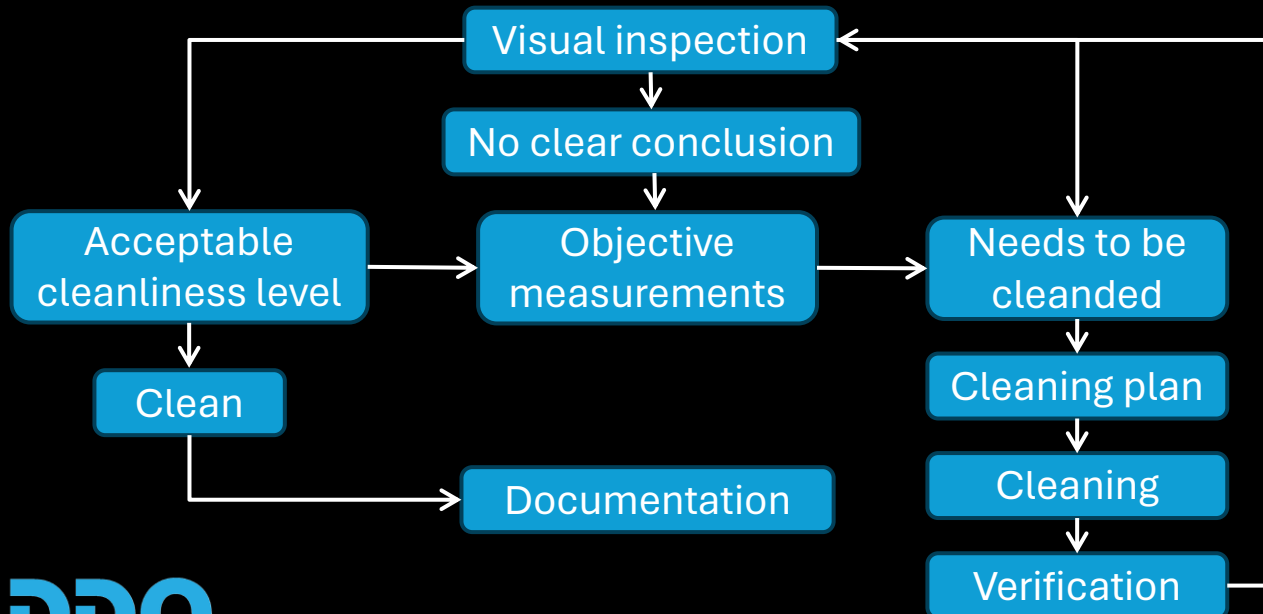 Visual inspection
No clear conclusion
Acceptable
cleanliness level
Objective
measurements
Needs to be
cleanded
Clean
Cleaning plan
Cleaning
Documentation
Verification